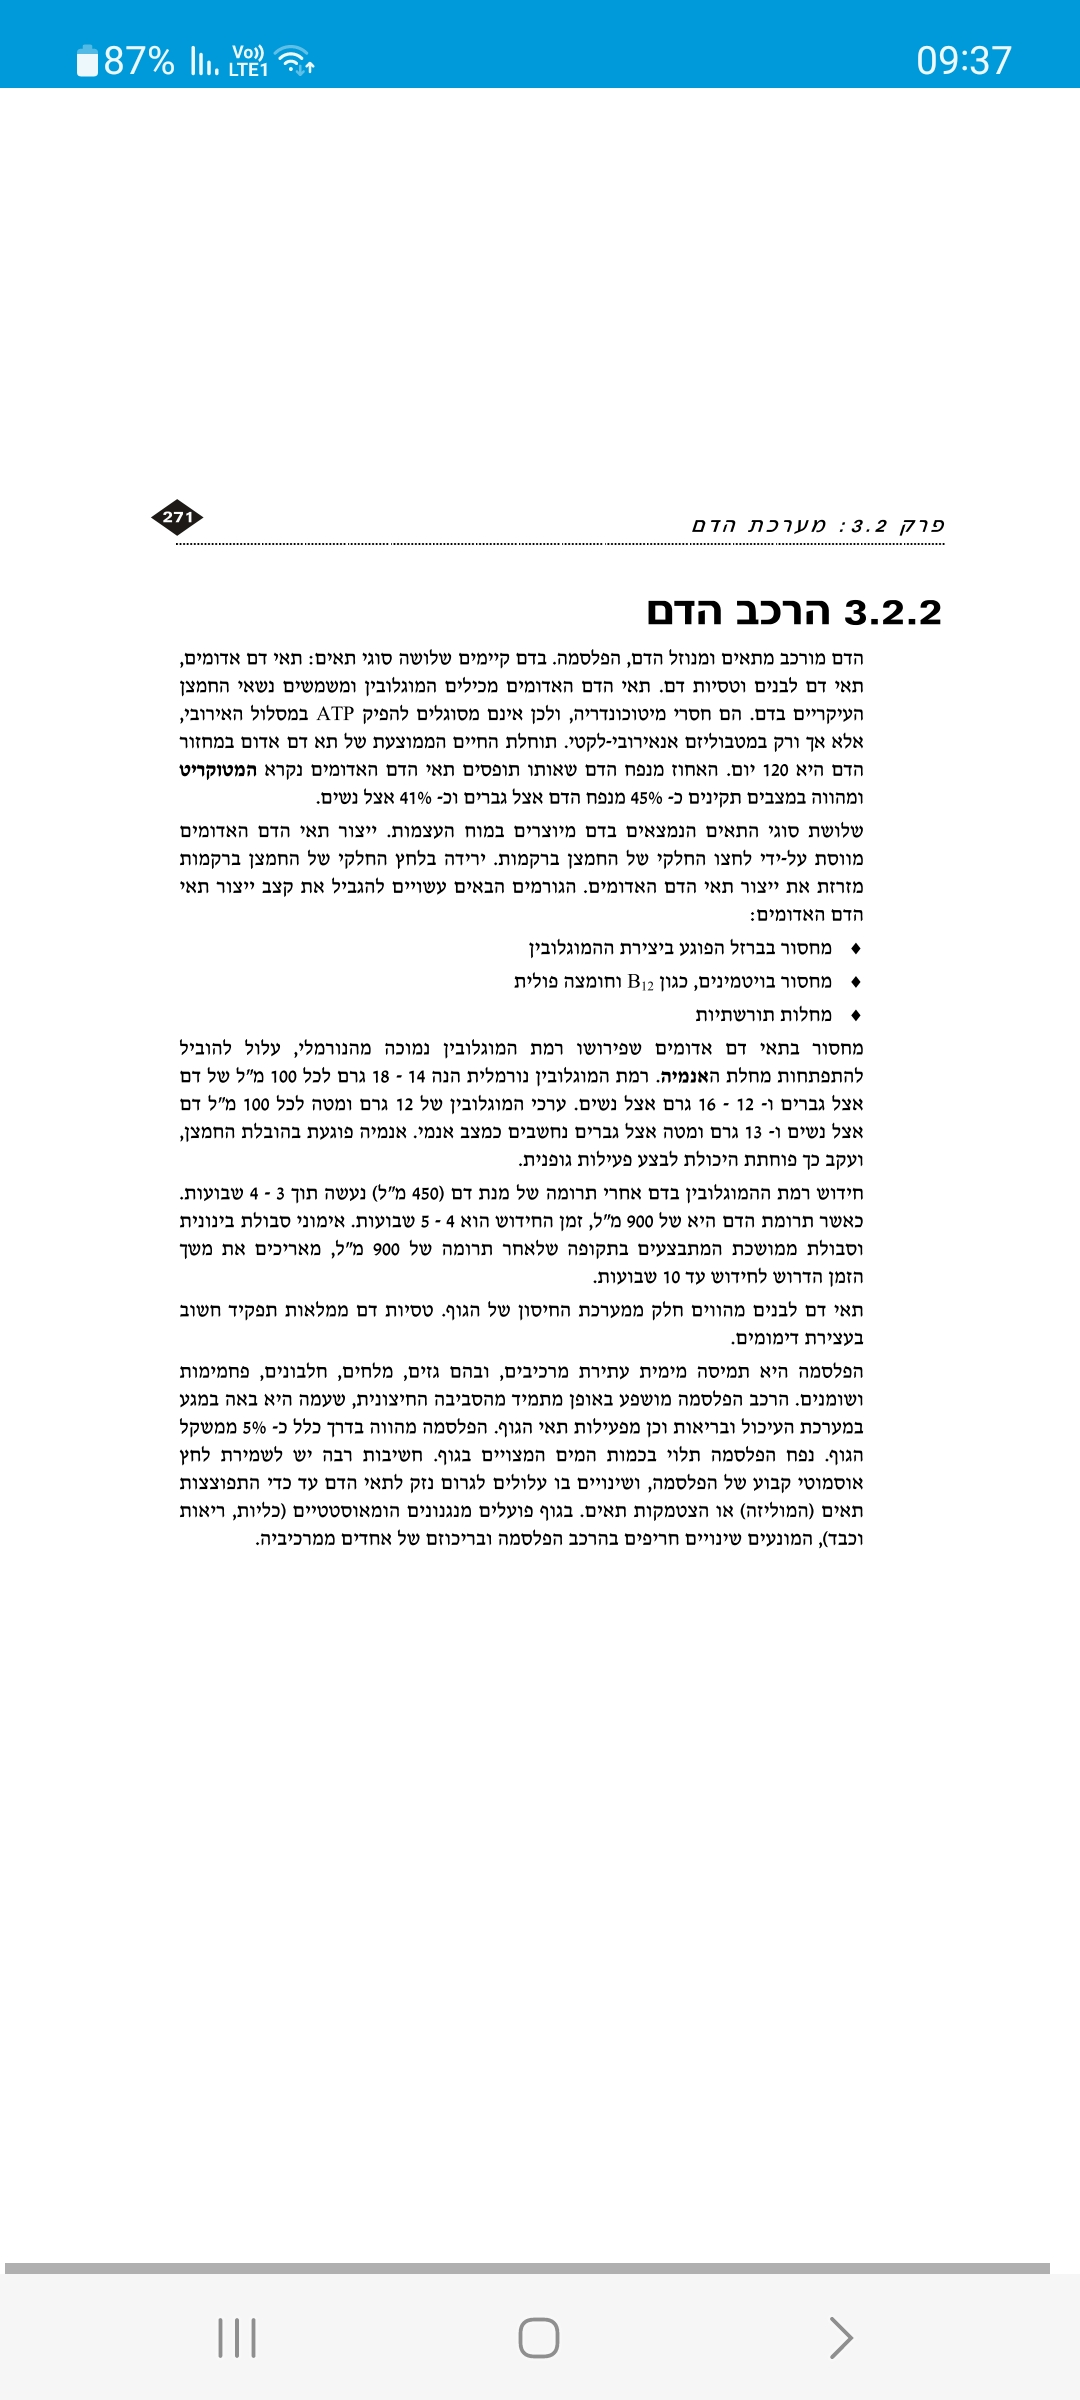 87% Vo)) LTE1 09:37
פרק 3.2: מערכת הדם 271
3.2.2 הרכב הדם
הדם מורכב מתאים ומנוזל הדם, הפלסמה. בדם קיימים שלושה סוגי תאים: תאי דם אדומים,
תאי דם לבנים וטסיות דם. תאי הדם האדומים מכילים המוגלובין ומשמשים נשאי החמצן
העיקריים בדם. הם חסרי מיטוכונדריה, ולכן אינם מסוגלים להפיק ATP במסלול האירובי,
אלא אך ורק במטבוליזם אנאירובי-לקטי. תוחלת החיים הממוצעת של תא דם אדום במחזור
הדם היא 120 יום. האחוז מנפח הדם שאותו תופסים תאי הדם האדומים נקרא המטוקריט
ומהווה במצבים תקינים כ- 45% מנפח הדם אצל גברים וכ- 41% אצל נשים.
שלושת סוגי התאים הנמצאים בדם מיוצרים במוח העצמות. ייצור תאי הדם האדומים
מווסת על-ידי לחצו החלקי של החמצן ברקמות. ירידה בלחץ החלקי של החמצן ברקמות
מזרזת את ייצור תאי הדם האדומים. הגורמים הבאים עשויים להגביל את קצב ייצור תאי
הדם האדומים:
♦ מחסור בברזל הפוגע ביצירת ההמוגלובין
♦ מחסור בויטמינים, כגון B₁₂ וחומצה פולית
♦ מחלות תורשתיות
מחסור בתאי דם אדומים שפירושו רמת המוגלובין נמוכה מהנורמלי, עלול להוביל
להתפתחות מחלת האנמיה. רמת המוגלובין נורמלית הנה 14 - 18 גרם לכל 100 מ"ל של דם
אצל גברים ו- 12 - 16 גרם אצל נשים. ערכי המוגלובין של 12 גרם ומטה לכל 100 מ"ל דם
אצל נשים ו- 13 גרם ומטה אצל גברים נחשבים כמצב אנמי. אנמיה פוגעת בהובלת החמצן,
ועקב כך פוחתת היכולת לבצע פעילות גופנית.
חידוש רמת ההמוגלובין בדם אחרי תרומה של מנת דם (450 מ"ל) נעשה תוך 3 - 4 שבועות.
כאשר תרומת הדם היא של 900 מ"ל, זמן החידוש הוא 4 - 5 שבועות. אימוני סבולת בינונית
וסבולת ממושכת המתבצעים בתקופה שלאחר תרומה של 900 מ"ל, מאריכים את משך
הזמן הדרוש לחידוש עד 10 שבועות.
תאי דם לבנים מהווים חלק ממערכת החיסון של הגוף. טסיות דם ממלאות תפקיד חשוב
בעצירת דימומים.
הפלסמה היא תמיסה מימית עתירת מרכיבים, ובהם גזים, מלחים, חלבונים, פחמימות
ושומנים. הרכב הפלסמה מושפע באופן מתמיד מהסביבה החיצונית, שעמה היא באה במגע
במערכת העיכול ובריאות וכן מפעילות תאי הגוף. הפלסמה מהווה בדרך כלל כ- 5% ממשקל
הגוף. נפח הפלסמה תלוי בכמות המים המצויים בגוף. חשיבות רבה יש לשמירת לחץ
אוסמוטי קבוע של הפלסמה, ושינויים בו עלולים לגרום נזק לתאי הדם עד כדי התפוצצות
תאים (המוליזה) או הצטמקות תאים. בגוף פועלים מנגנונים הומאוסטטיים (כליות, ריאות
וכבד), המונעים שינויים חריפים בהרכב הפלסמה ובריכוזם של אחדים ממרכיביה.